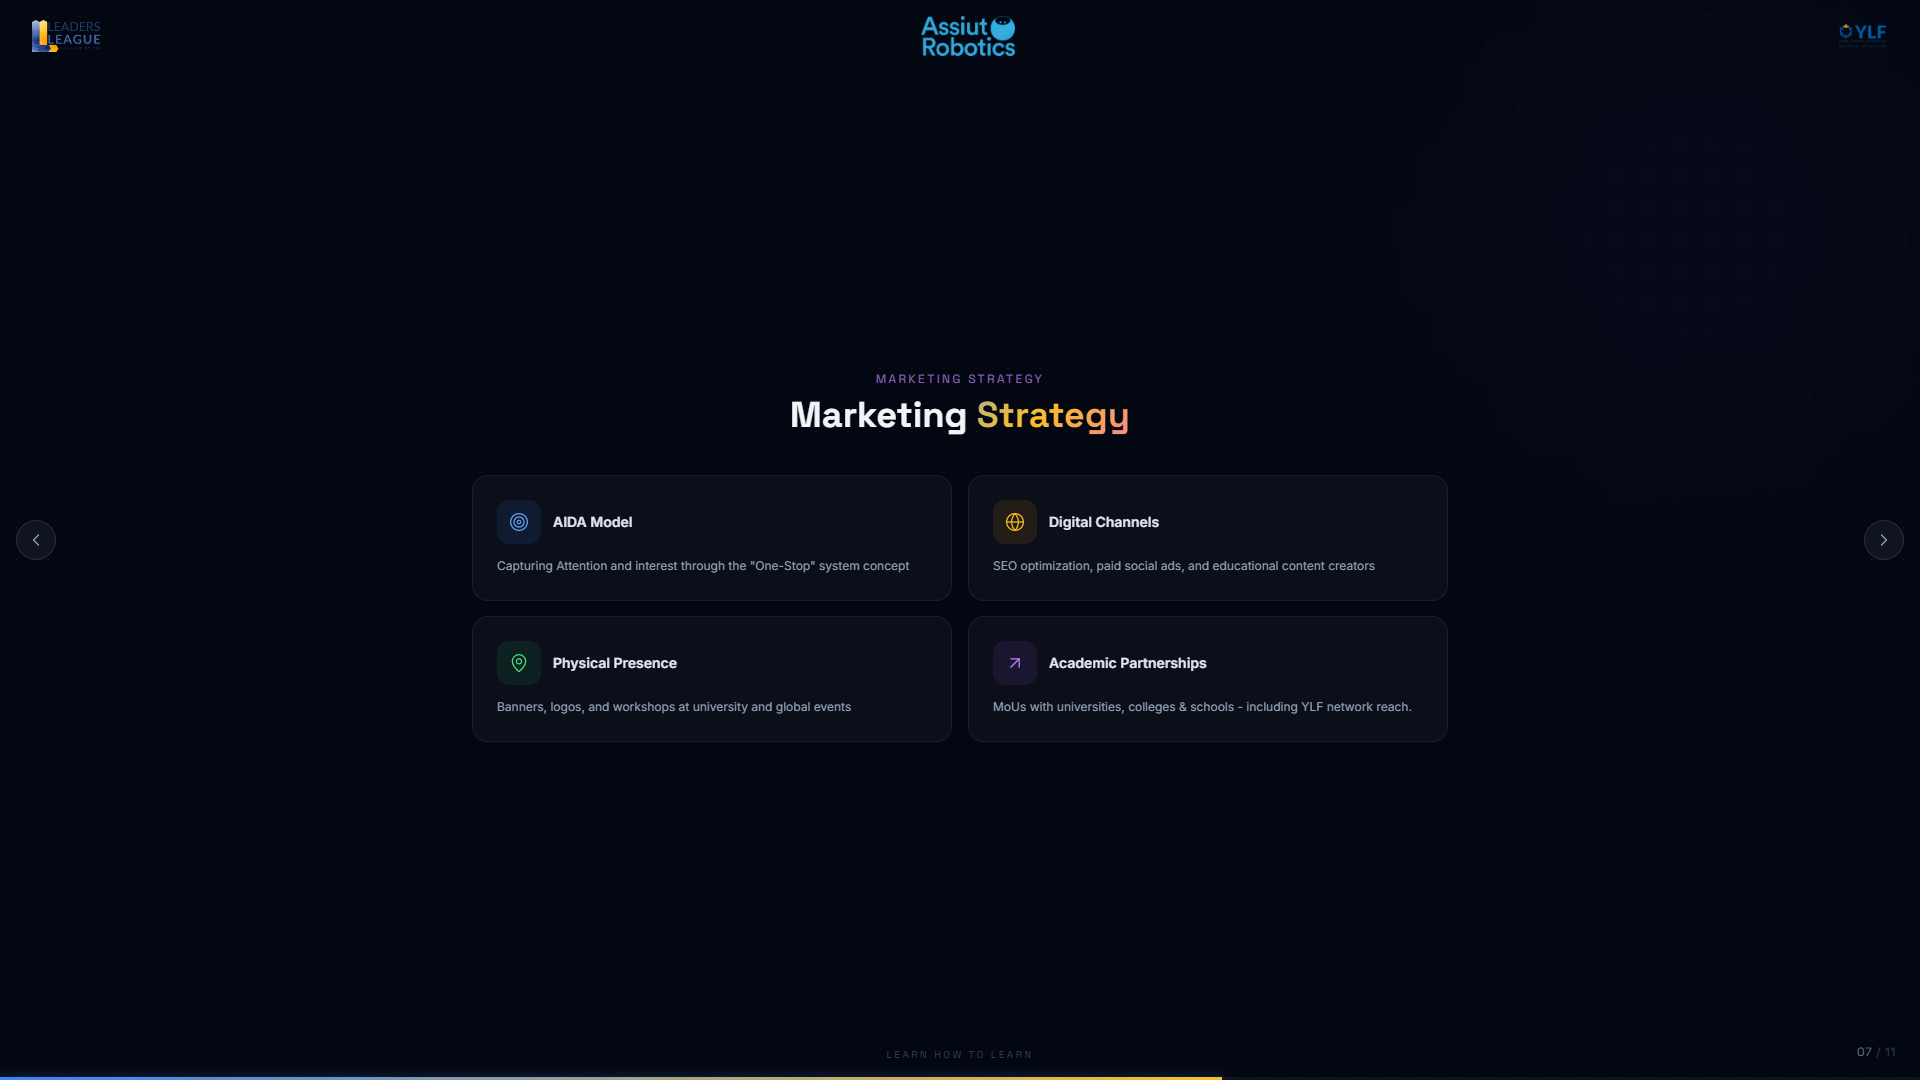 LEADERS
LEAGUE
Assiut
Robotics
YLF
MARKETING STRATEGY
Marketing Strategy
AIDA Model
Capturing Attention and interest through the "One-Stop" system concept
Digital Channels
SEO optimization, paid social ads, and educational content creators
Physical Presence
Banners, logos, and workshops at university and global events
Academic Partnerships
MoUs with universities, colleges & schools - including YLF network reach.
LEARN HOW TO LEARN
07 / 11